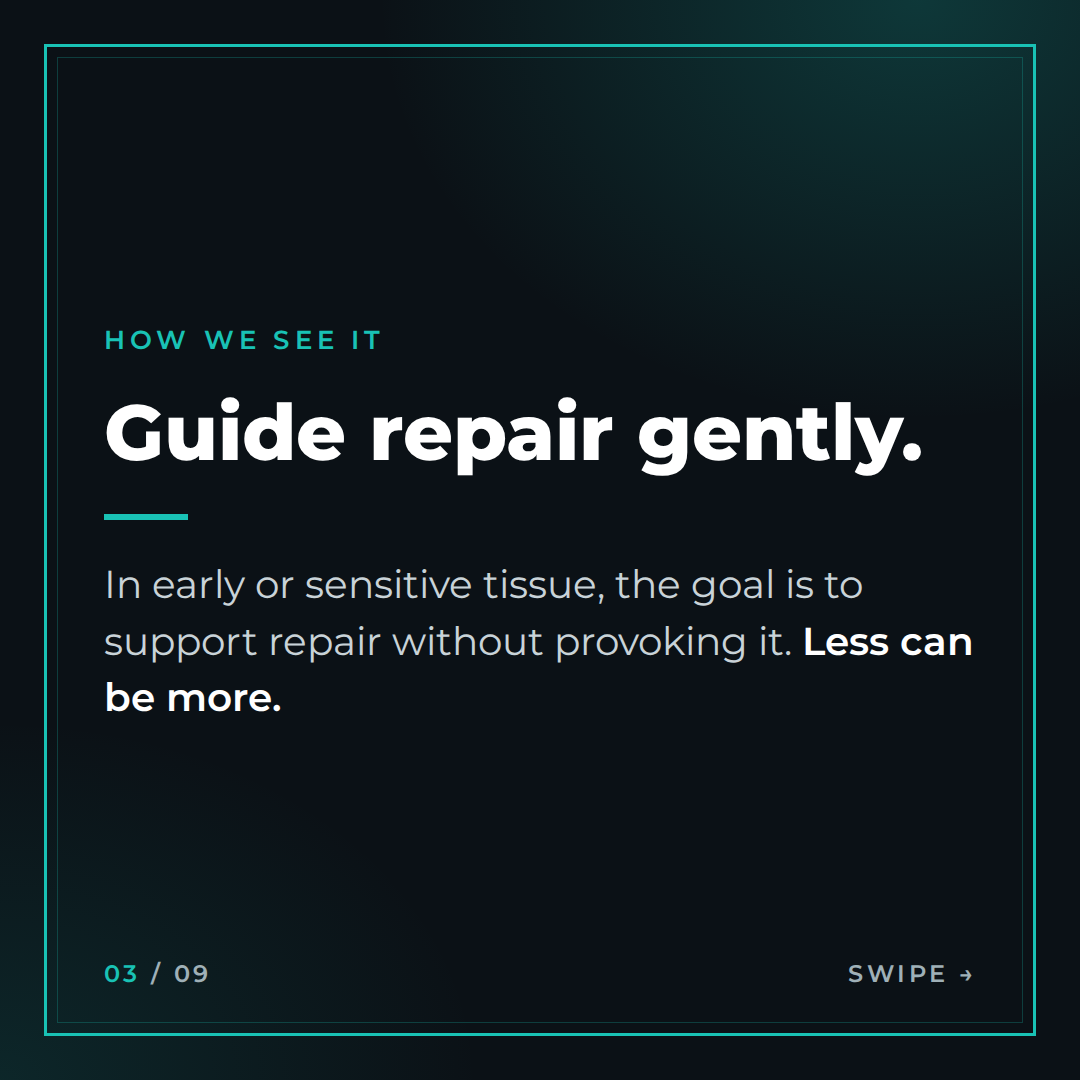 HOW WE SEE IT
Guide repair gently.
In early or sensitive tissue, the goal is to
support repair without provoking it. Less can
be more.
03 / 09
SWIPE →